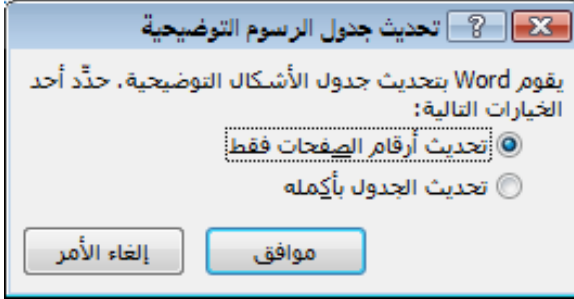 تحديث جدول الرسوم التوضيحية
يقوم Word بتحديث جدول الأشكال التوضيحية. حدِّد أحد
الخيارات التالية:
تحديث أرقام الصفحات فقط
تحديث الجدول بأكمله
موافق
إلغاء الأمر